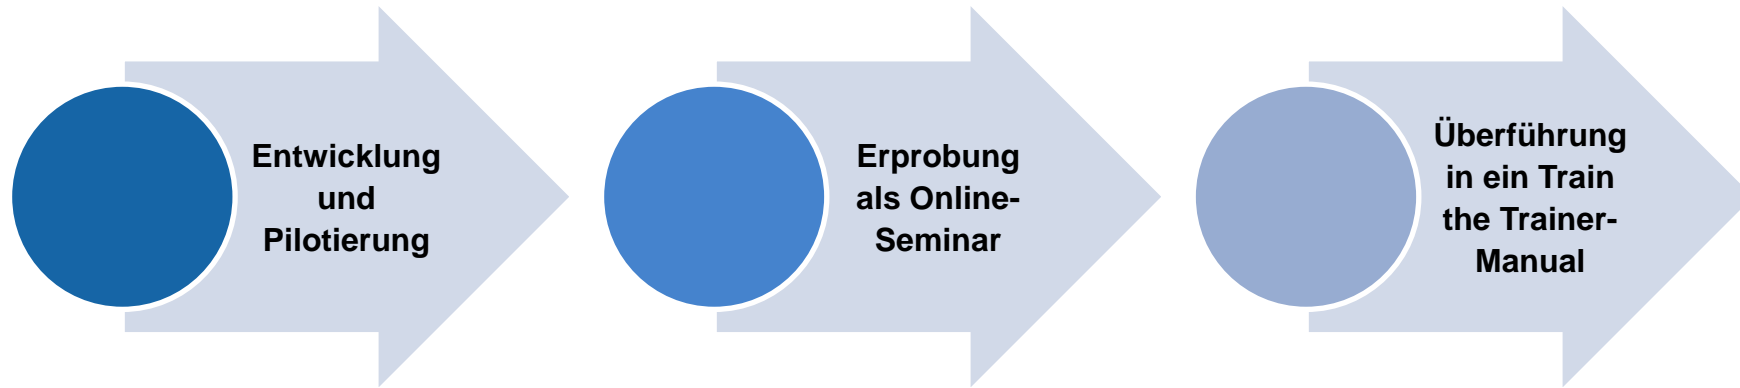 Entwicklung
und
Pilotierung
Erprobung
als Online-
Seminar
Überführung
in ein Train
the Trainer-
Manual